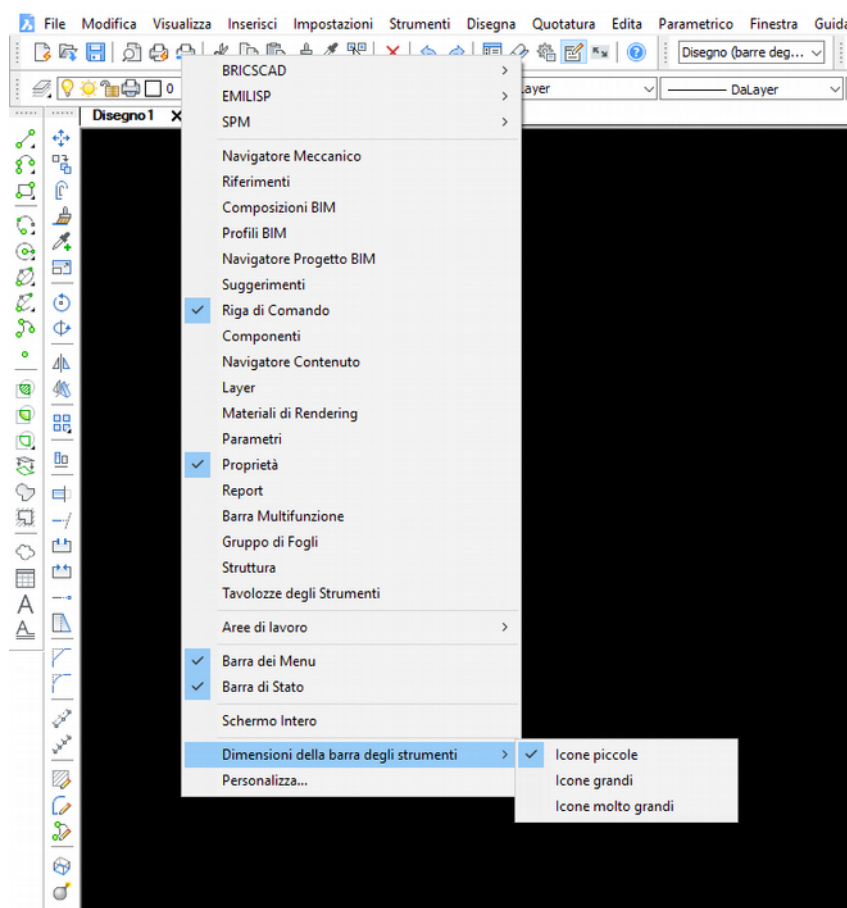 File Modifica Visualizza Inserisci Impostazioni Strumenti Disegna Quotatura Edita Parametrico Finestra Guida
Disegno (barre deg...
0
ayer
DaLayer
Disegno1 X
BRICSCAD
EMILISP
SPM
Navigatore Meccanico
Riferimenti
Composizioni BIM
Profili BIM
Navigatore Progetto BIM
Suggerimenti
Riga di Comando
Componenti
Navigatore Contenuto
Layer
Materiali di Rendering
Parametri
Proprietà
Report
Barra Multifunzione
Gruppo di Fogli
Struttura
Tavolozze degli Strumenti
Aree di lavoro
Barra dei Menu
Barra di Stato
Schermo Intero
Dimensioni della barra degli strumenti
Icone piccole
Personalizza...
Icone grandi
Icone molto grandi